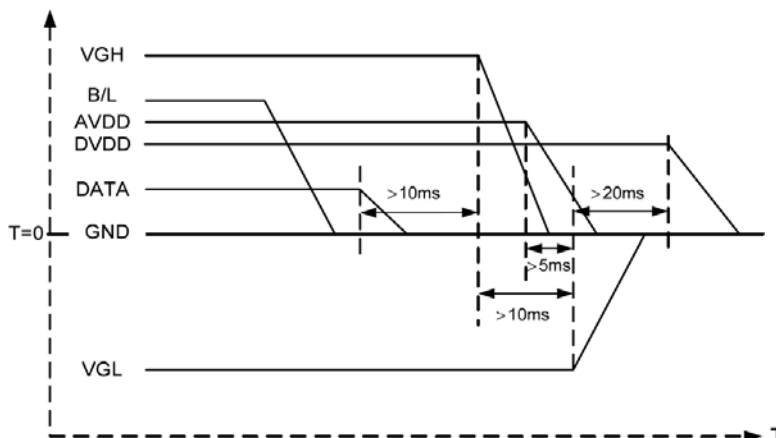 VGH
B/L
AVDD
DVDD
DATA
>10ms
>20ms
T=0
GND
>5ms
>10ms
VGL
T